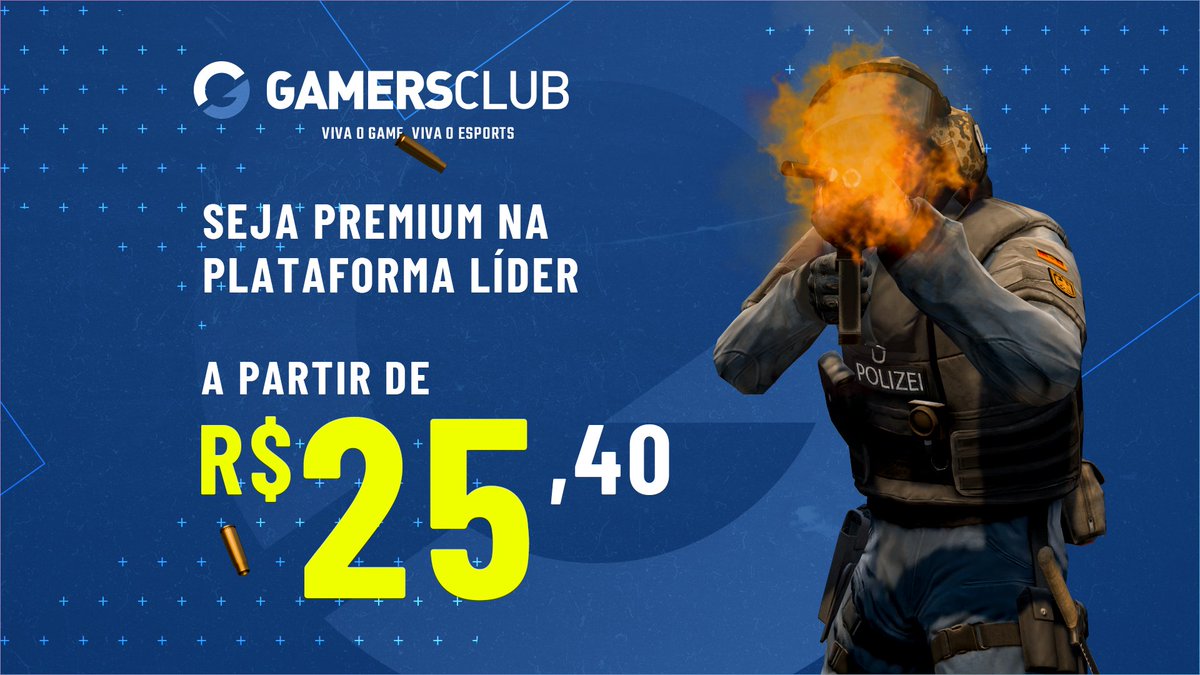 GAMERSCLUB
VIVA O GAME, VIVA O ESPORTS
SEJA PREMIUM NA
PLATAFORMA LÍDER
A PARTIR DE
R$25,40
POLIZEI